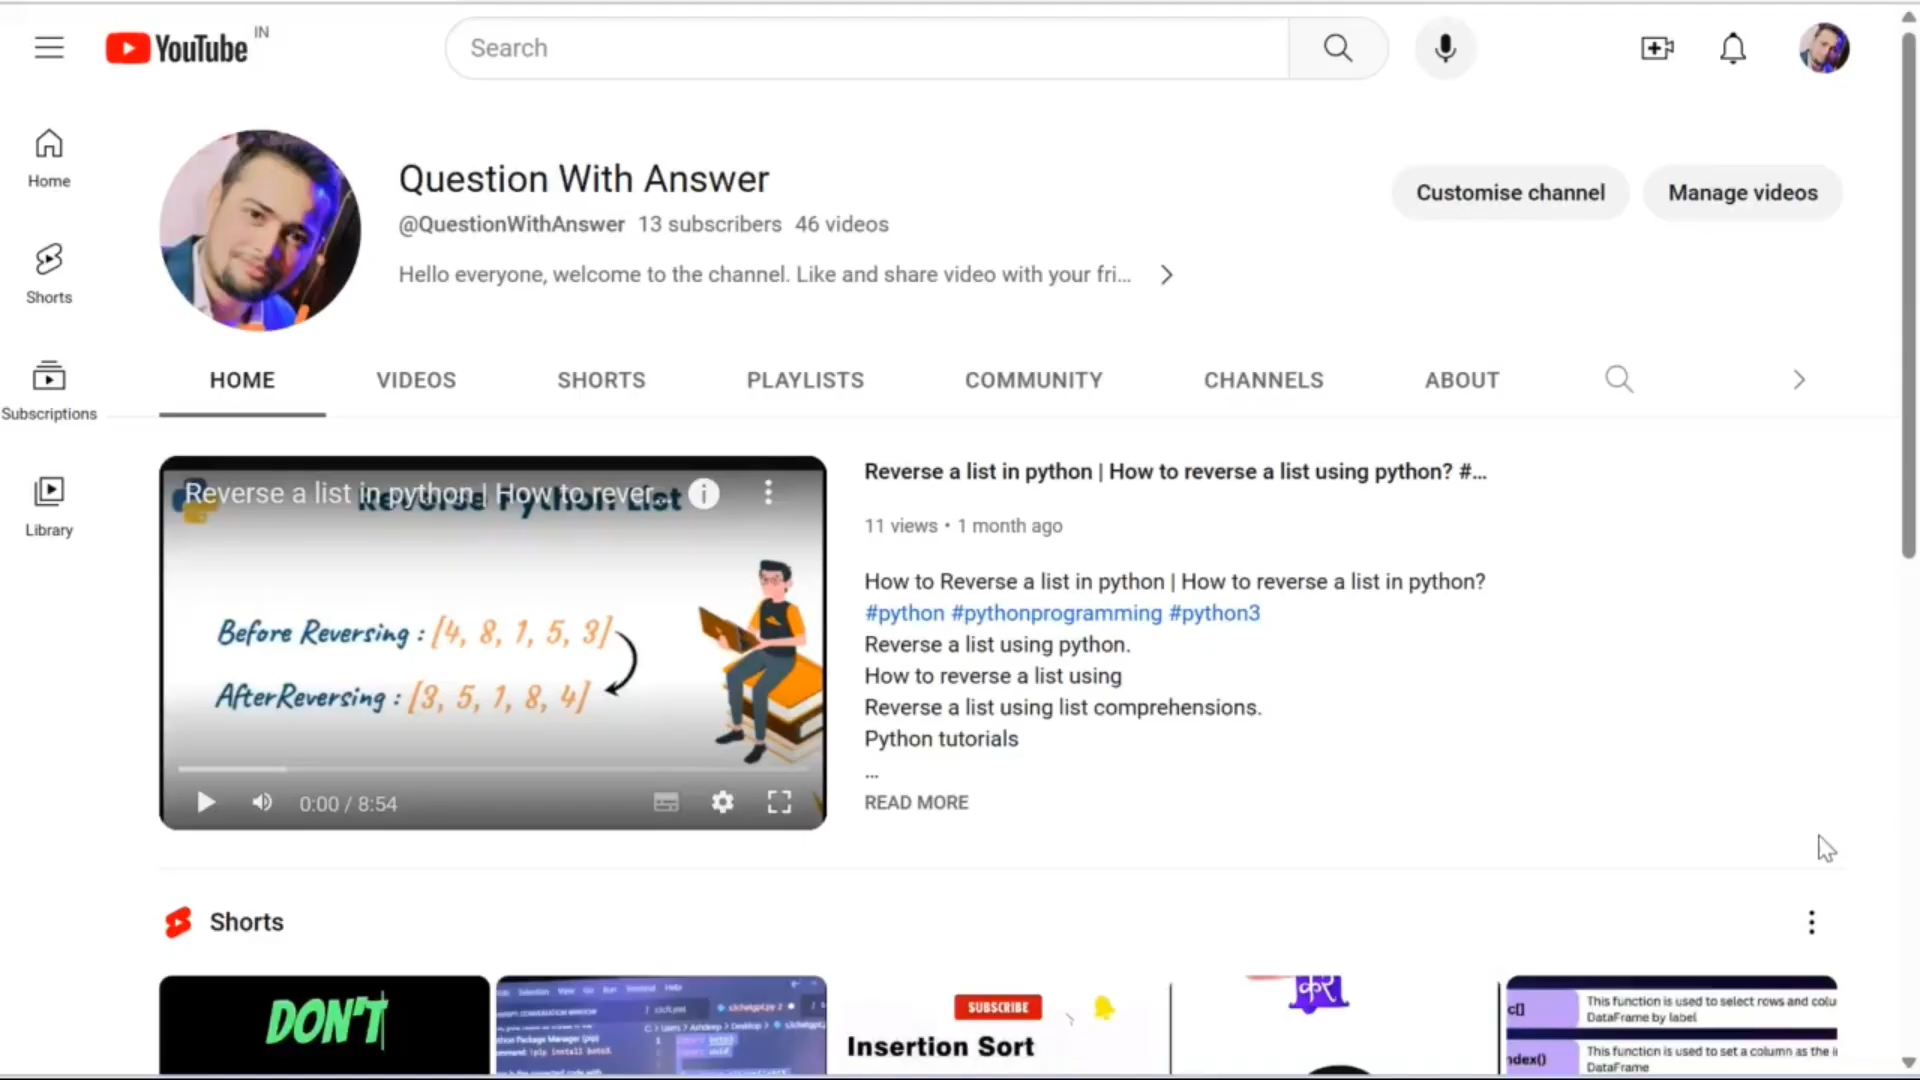 YouTube IN
Search
Home
Shorts
Subscriptions
Library
Question With Answer
@QuestionWithAnswer 13 subscribers 46 videos
Hello everyone, welcome to the channel. Like and share video with your fri...
Customise channel
Manage videos
HOME VIDEOS SHORTS PLAYLISTS COMMUNITY CHANNELS ABOUT
Reverse a list in python | How to rever...
Reverse Python List
Before Reversing : [4, 8, 1, 5, 3]
AfterReversing : [3, 5, 1, 8, 4]
0:00 / 8:54
Reverse a list in python | How to reverse a list using python? #...
11 views • 1 month ago
How to Reverse a list in python | How to reverse a list in python?
#python #pythonprogramming #python3
Reverse a list using python.
How to reverse a list using
Reverse a list using list comprehensions.
Python tutorials
...
READ MORE
Shorts
DON'T
SUBSCRIBE
Insertion Sort
कर
c[]
This function is used to select rows and colu
DataFrame by label
ndex()
This function is used to set a column as the i
DataFrame